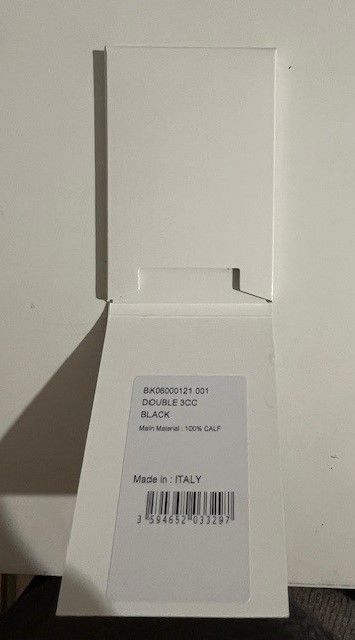 BK06000121 001
DOUBLE 3CC
BLACK
Main Material : 100% CALF
Made in : ITALY
3 594652 033297